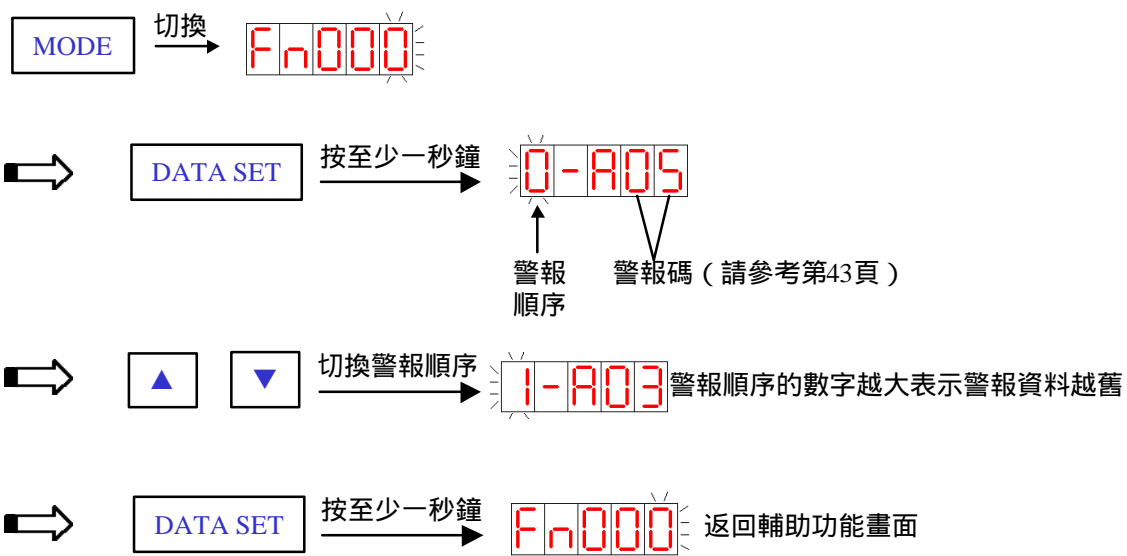 MODE 切換 Fn000
DATA SET 按至少一秒鐘 0-A05
警報順序 警報碼（請參考第43頁）
▲ ▼ 切換警報順序 1-A03 警報順序的數字越大表示警報資料越舊
DATA SET 按至少一秒鐘 Fn000 返回輔助功能畫面